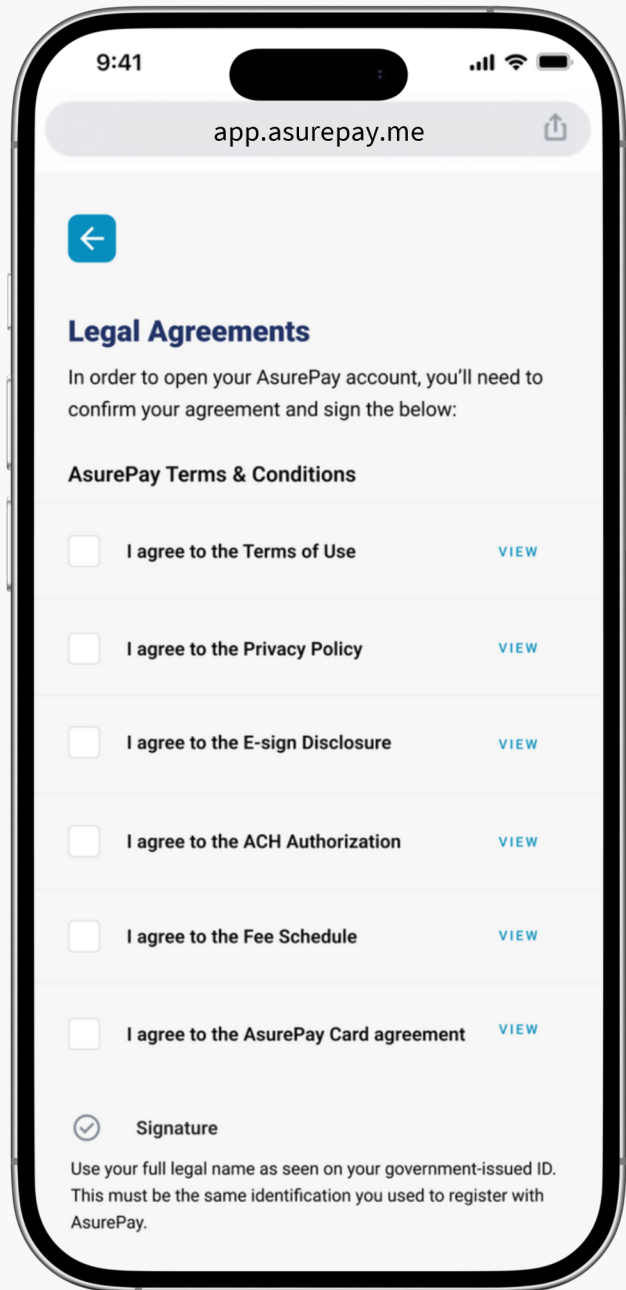 9:41
app.asurepay.me
Legal Agreements
In order to open your AsurePay account, you'll need to
confirm your agreement and sign the below:
AsurePay Terms & Conditions
I agree to the Terms of Use VIEW
I agree to the Privacy Policy VIEW
I agree to the E-sign Disclosure VIEW
I agree to the ACH Authorization VIEW
I agree to the Fee Schedule VIEW
I agree to the AsurePay Card agreement VIEW
Signature
Use your full legal name as seen on your government-issued ID.
This must be the same identification you used to register with
AsurePay.